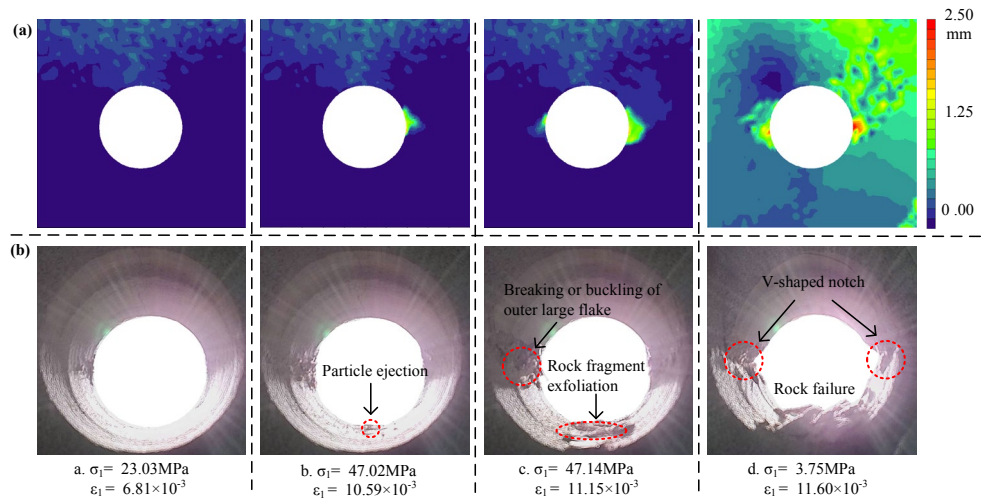 (a)
2.50
mm
1.25
0 .00
(b)
Breaking or buckling of
outer large flake
V-shaped notch
Particle ejection
Rock fragment
exfoliation
Rock failure
a. σ₁= 23.03MPa
ε₁ = 6.81×10⁻³
b. σ₁= 47.02MPa
ε₁ = 10.59×10⁻³
c. σ₁= 47.14MPa
ε₁ = 11.15×10⁻³
d. σ₁= 3.75MPa
ε₁ = 11.60×10⁻³